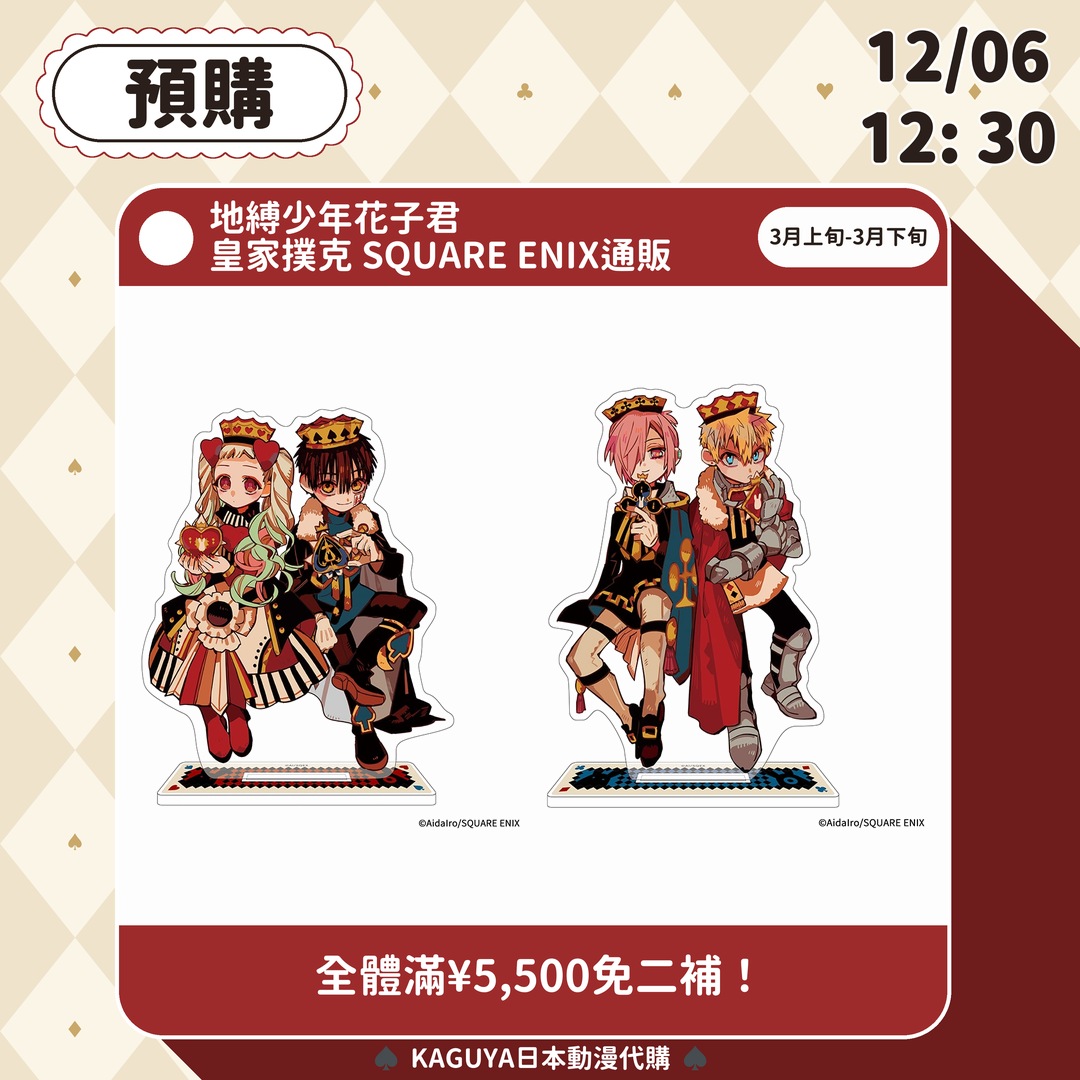 預購
12/06
12: 30
地縛少年花子君
皇家撲克 SQUARE ENIX通販
3月上旬-3月下旬
©AidaIro/SQUARE ENIX
©AidaIro/SQUARE ENIX
全體滿¥5,500免二補！
KAGUYA日本動漫代購